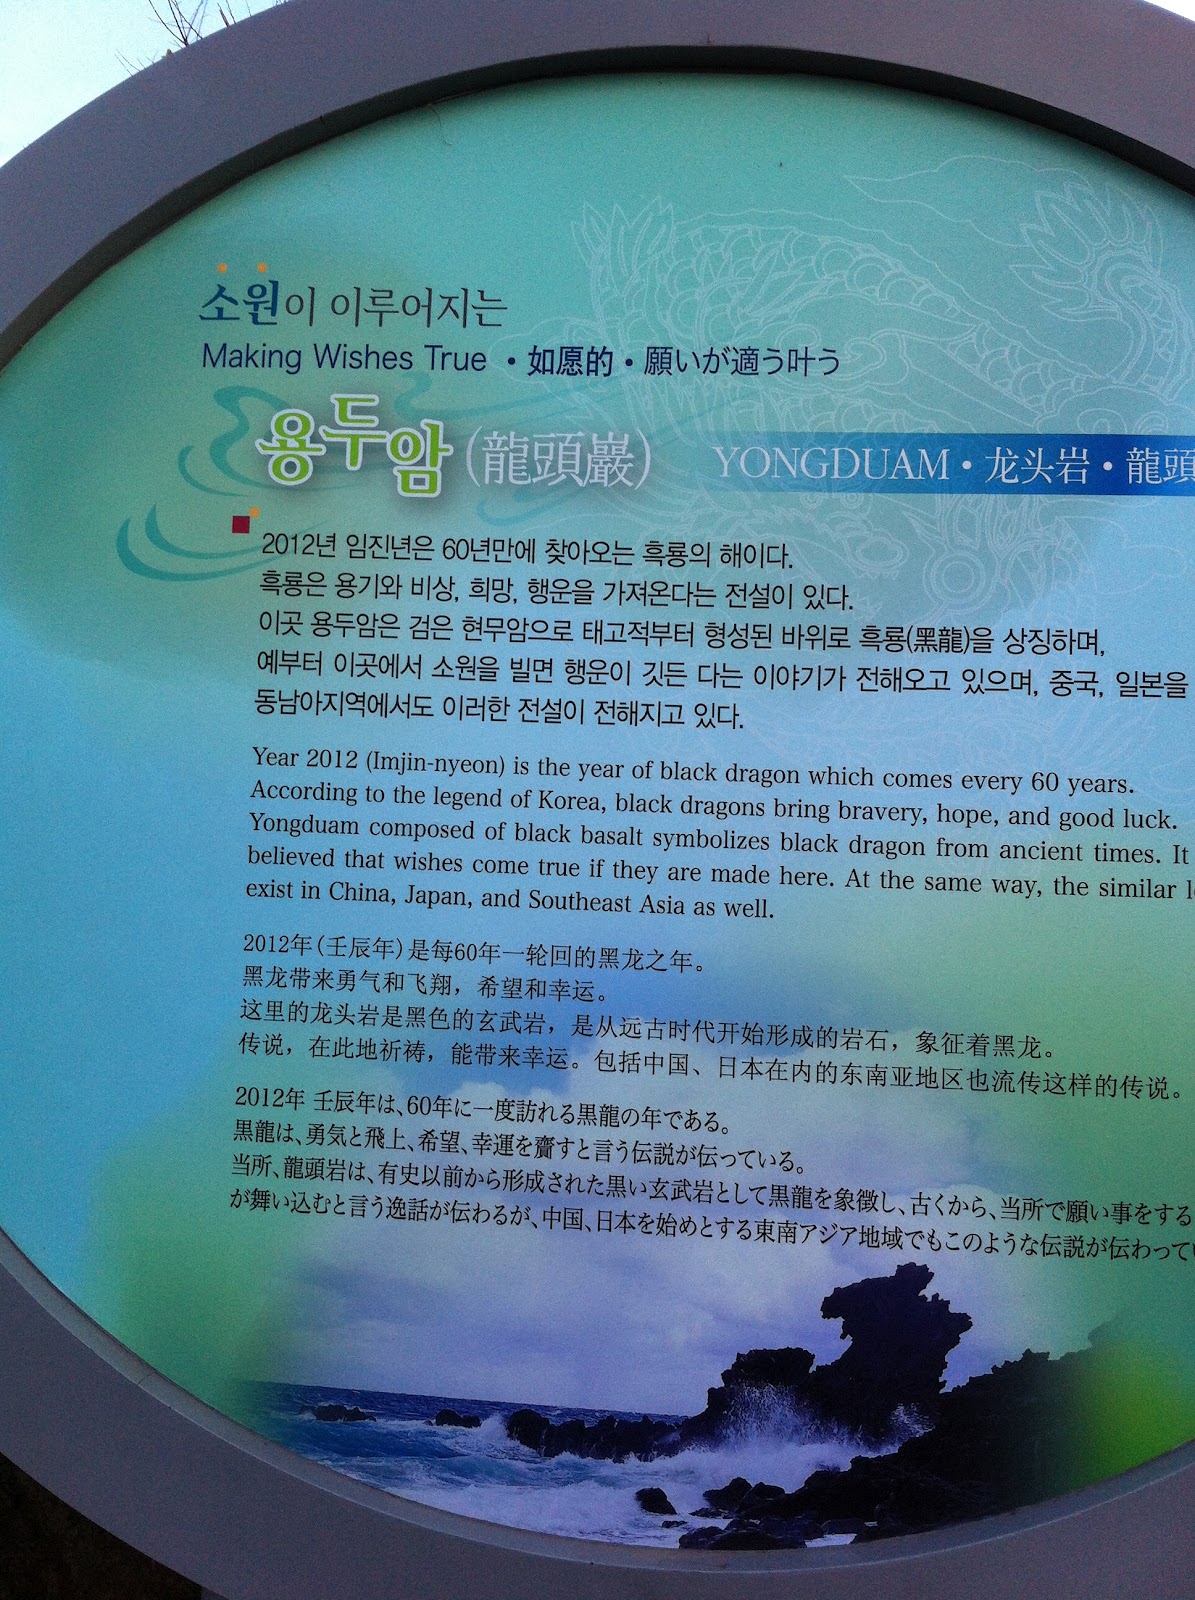 소원이 이루어지는
Making Wishes True • 如愿的 • 願いが適う叶う
용두암 (龍頭巖) YONGDUAM • 龙头岩 • 龍頭
2012년 임진년은 60년만에 찾아오는 흑룡의 해이다.
흑룡은 용기와 비상, 희망, 행운을 가져온다는 전설이 있다.
이곳 용두암은 검은 현무암으로 태고적부터 형성된 바위로 흑룡(黑龍)을 상징하며,
예부터 이곳에서 소원을 빌면 행운이 깃든 다는 이야기가 전해오고 있으며, 중국, 일본을
동남아지역에서도 이러한 전설이 전해지고 있다.
Year 2012 (Imjin-nyeon) is the year of black dragon which comes every 60 years.
According to the legend of Korea, black dragons bring bravery, hope, and good luck.
Yongduam composed of black basalt symbolizes black dragon from ancient times. It
believed that wishes come true if they are made here. At the same way, the similar
exist in China, Japan, and Southeast Asia as well.
2012年(壬辰年)是每60年一轮回的黑龙之年。
黑龙带来勇气和飞翔，希望和幸运。
这里的龙头岩是黑色的玄武岩，是从远古时代开始形成的岩石，象征着黑龙。
传说，在此地祈祷，能带来幸运。包括中国、日本在内的东南亚地区也流传这样的传说。
2012年 壬辰年は、60年に一度訪れる黒龍の年である。
黒龍は、勇気と飛上、希望、幸運を齎すと言う伝説が伝っている。
当所、龍頭岩は、有史以前から形成された黒い玄武岩として黒龍を象徴し、古くから、当所で願い事をする
が舞い込むと言う逸話が伝わるが、中国、日本を始めとする東南アジア地域でもこのような伝説が伝わってい